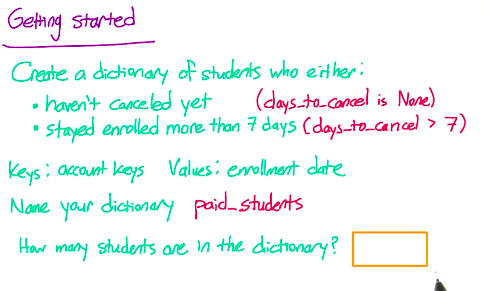 Getting started
Create a dictionary of students who either:
• haven't canceled yet (days_to_cancel is None)
• stayed enrolled more than 7 days (days_to_cancel > 7)
Keys: account keys Values: enrollment date
Name your dictionary paid_students
How many students are in the dictionary?